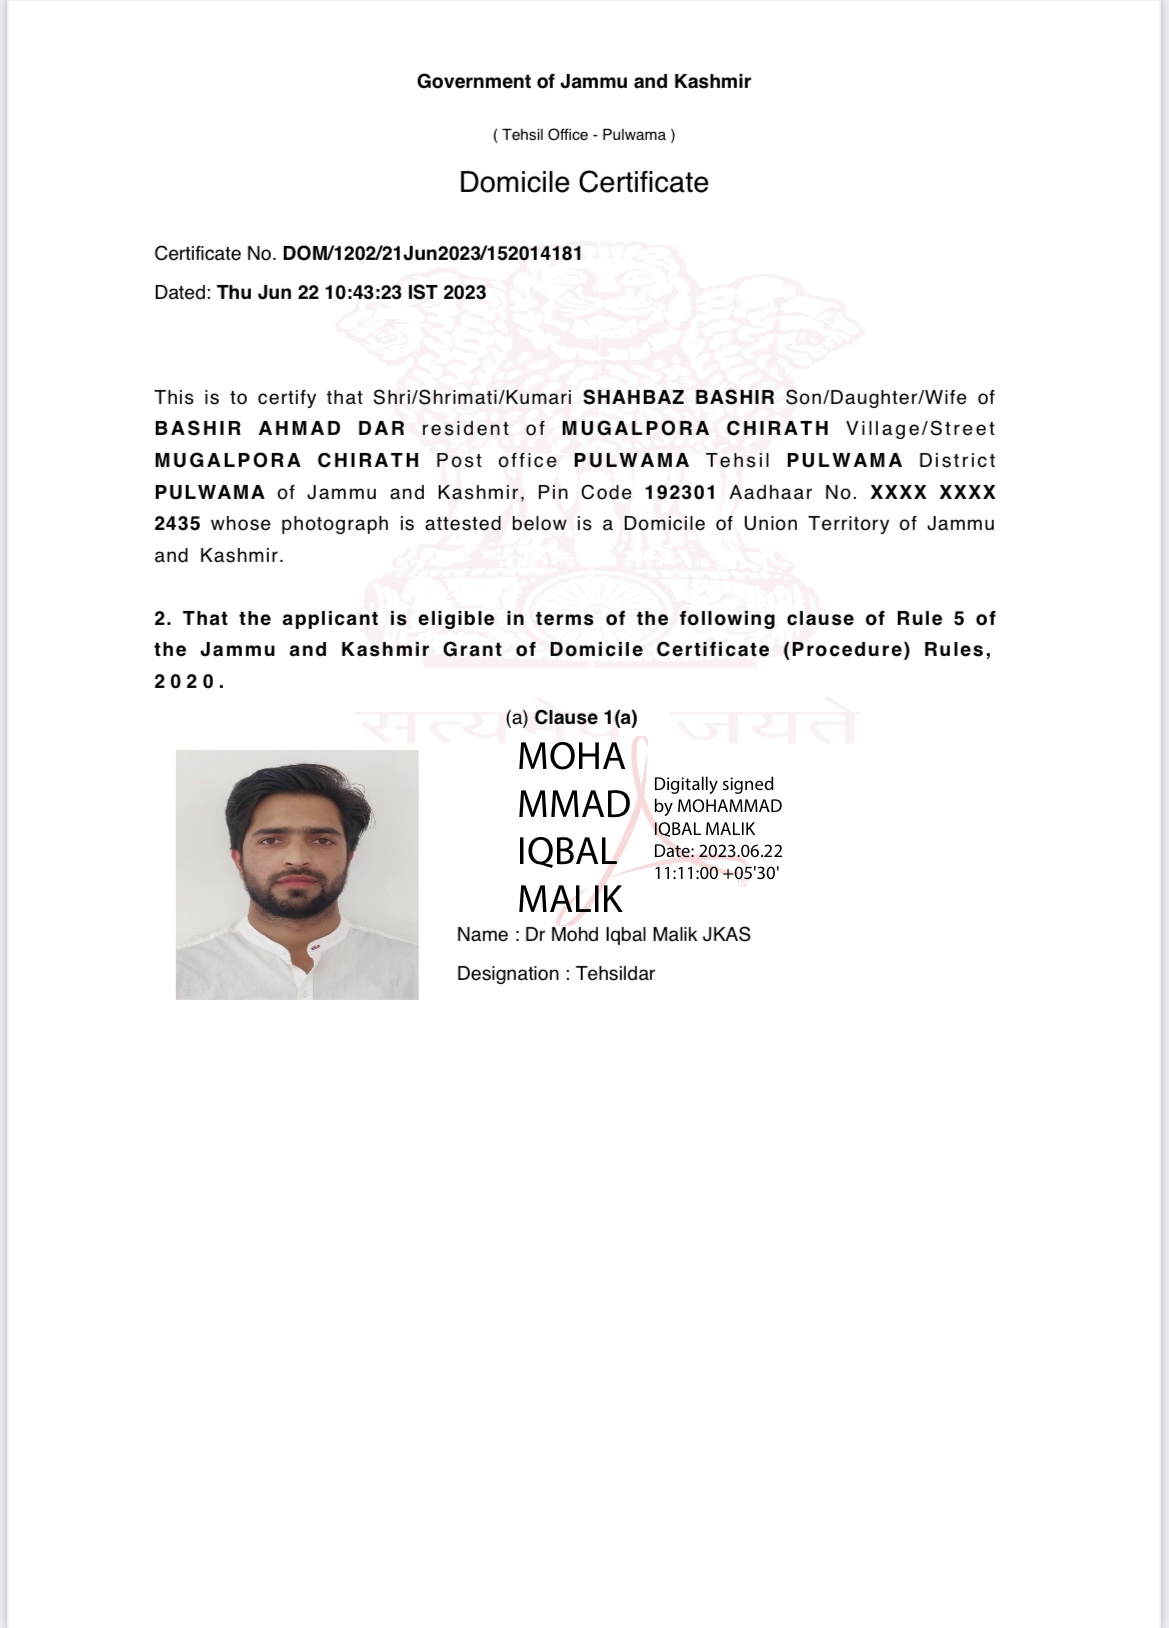 Government of Jammu and Kashmir
( Tehsil Office - Pulwama )
Domicile Certificate
Certificate No. DOM/1202/21Jun2023/152014181
Dated: Thu Jun 22 10:43:23 IST 2023
This is to certify that Shri/Shrimati/Kumari SHAHBAZ BASHIR Son/Daughter/Wife of
BASHIR AHMAD DAR resident of MUGALPORA CHIRATH Village/Street
MUGALPORA CHIRATH Post office PULWAMA Tehsil PULWAMA District
PULWAMA of Jammu and Kashmir, Pin Code 192301 Aadhaar No. XXXX XXXX
2435 whose photograph is attested below is a Domicile of Union Territory of Jammu
and Kashmir.
2. That the applicant is eligible in terms of the following clause of Rule 5 of
the Jammu and Kashmir Grant of Domicile Certificate (Procedure) Rules,
2020.
सत्यमेव जयते
(a) Clause 1(a)
MOHA
MMAD
IQBAL
MALIK
Digitally signed
by MOHAMMAD
IQBAL MALIK
Date: 2023.06.22
11:11:00 +05'30'
Name : Dr Mohd Iqbal Malik JKAS
Designation : Tehsildar